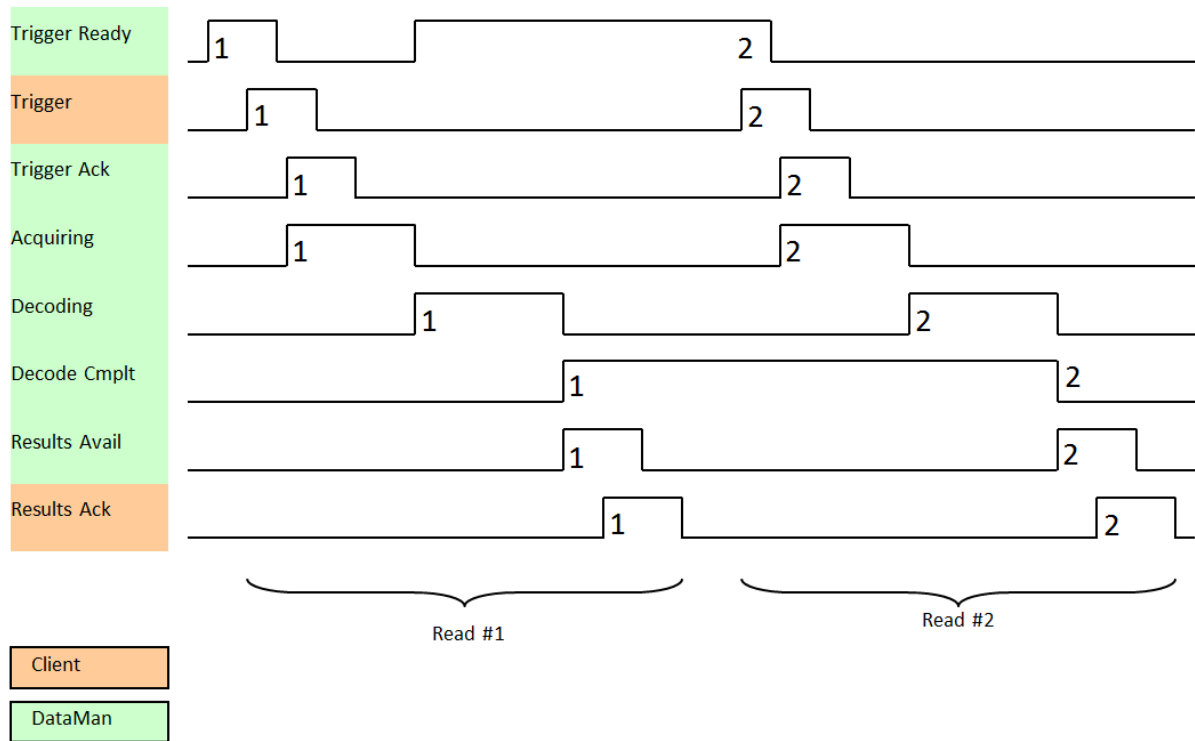 Trigger Ready 1 2
Trigger 1 2
Trigger Ack 1 2
Acquiring 1 2
Decoding 1 2
Decode Cmplt 1 2
Results Avail 1 2
Results Ack 1 2
Read #1 Read #2
Client
DataMan